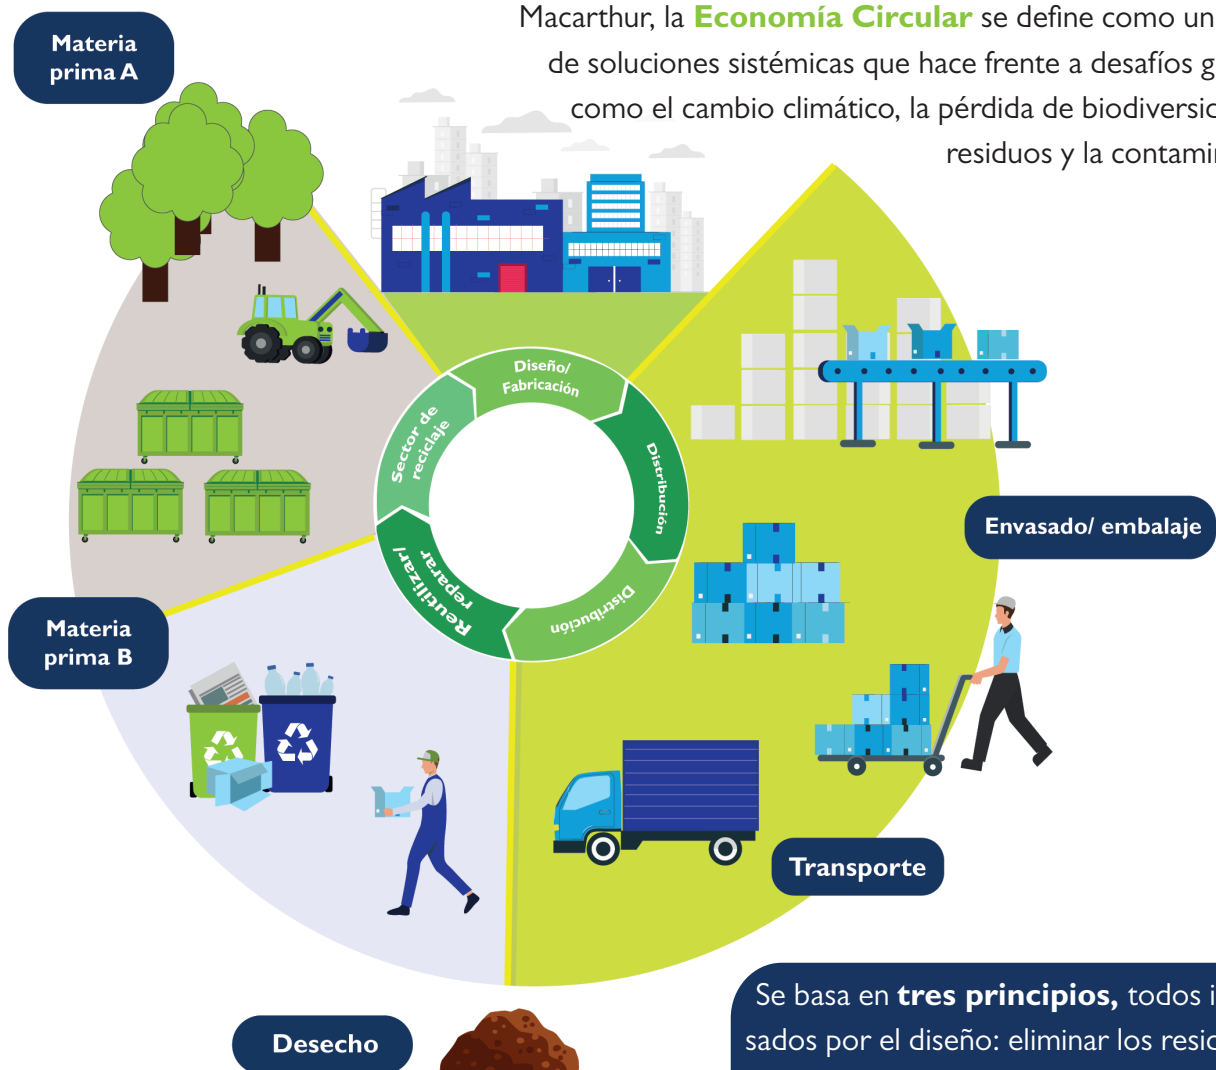 Macarthur, la Economía Circular se define como un
de soluciones sistémicas que hace frente a desafíos g
como el cambio climático, la pérdida de biodiversid
residuos y la contamin
Materia
prima A
Diseño/
Fabricación
Sector de
reciclaje
Distribución
Envasado/ embalaje
Reutilizar/
reparar
Distribución
Materia
prima B
Transporte
Desecho
Se basa en tres principios, todos i
sados por el diseño: eliminar los resid